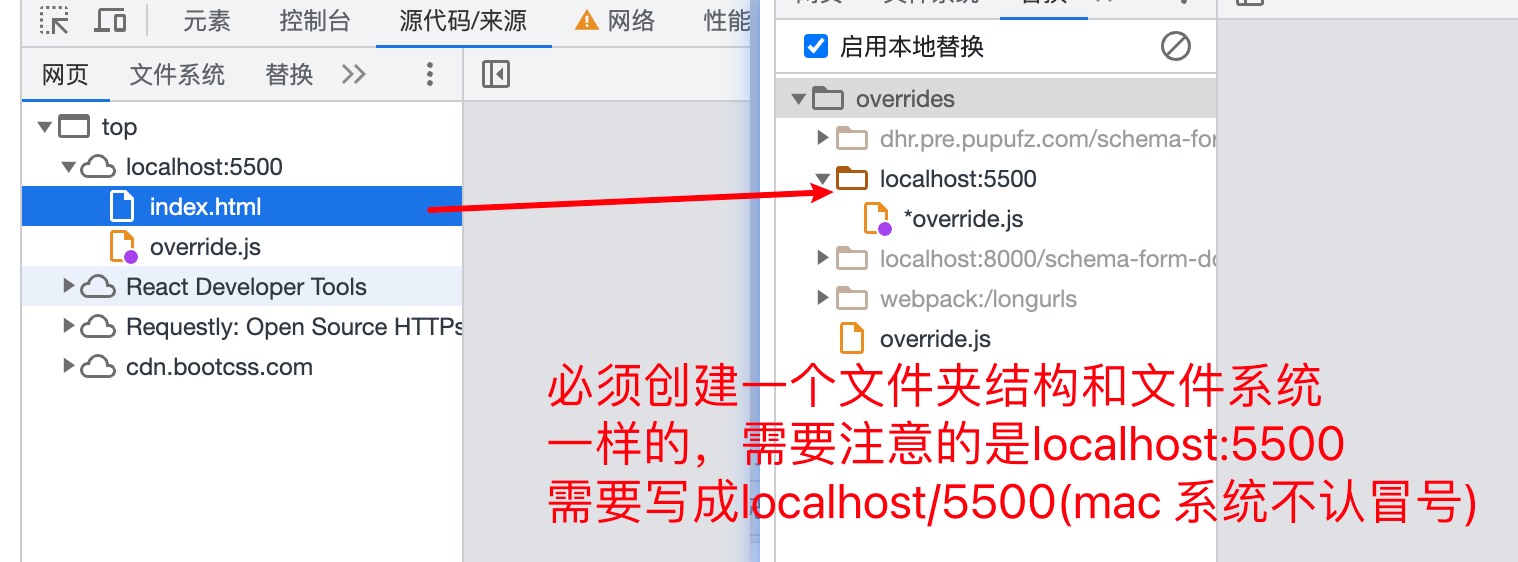 元素 控制台 源代码/来源 网络 性能
网页 文件系统 替换 >>
top
localhost:5500
index.html
override.js
React Developer Tools
Requestly: Open Source HTTPs
cdn.bootcss.com
替换
启用本地替换
overrides
dhr.pre.pupufz.com/schema-for
localhost:5500
*override.js
localhost:8000/schema-form-do
webpack:/longurls
override.js
必须创建一个文件夹结构和文件系统
一样的，需要注意的是localhost:5500
需要写成localhost/5500(mac 系统不认冒号)